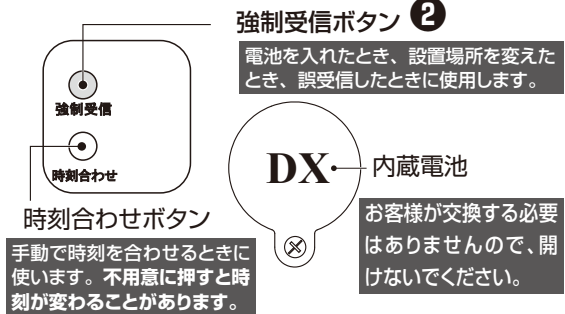 強制受信ボタン ❷
電池を入れたとき、設置場所を変えた
とき、誤受信したときに使用します。
強制受信
時刻合わせ
DX
内蔵電池
時刻合わせボタン
手動で時刻を合わせるときに
使います。不用意に押すと時
刻が変わることがあります。
お客様が交換する必要
はありませんので、開
けないでください。